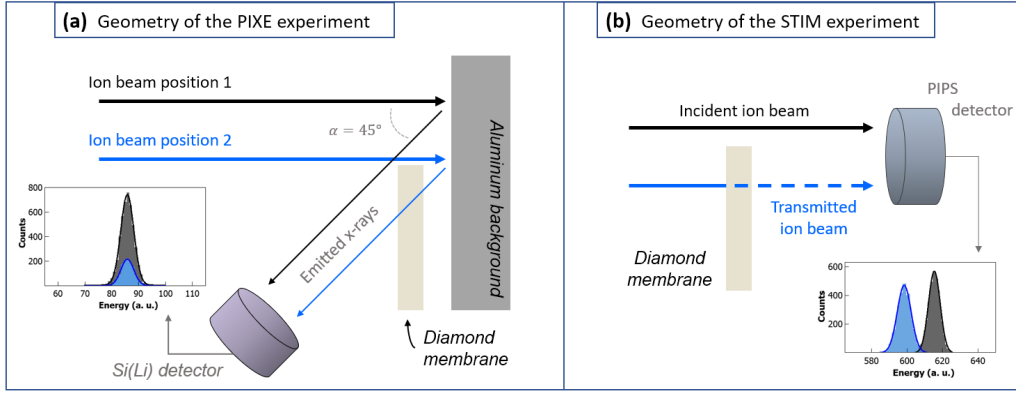 (a) Geometry of the PIXE experiment
Ion beam position 1
α = 45°
Ion beam position 2
Aluminum background
Emitted x-rays
800
600
400
200
Counts
60 70 80 90 100 110
Energy (a. u.)
Diamond
membrane
Si(Li) detector
(b) Geometry of the STIM experiment
PIPS
detector
Incident ion beam
Transmitted
ion beam
Diamond
membrane
600
400
200
Counts
580 600 620 640
Energy (a. u.)